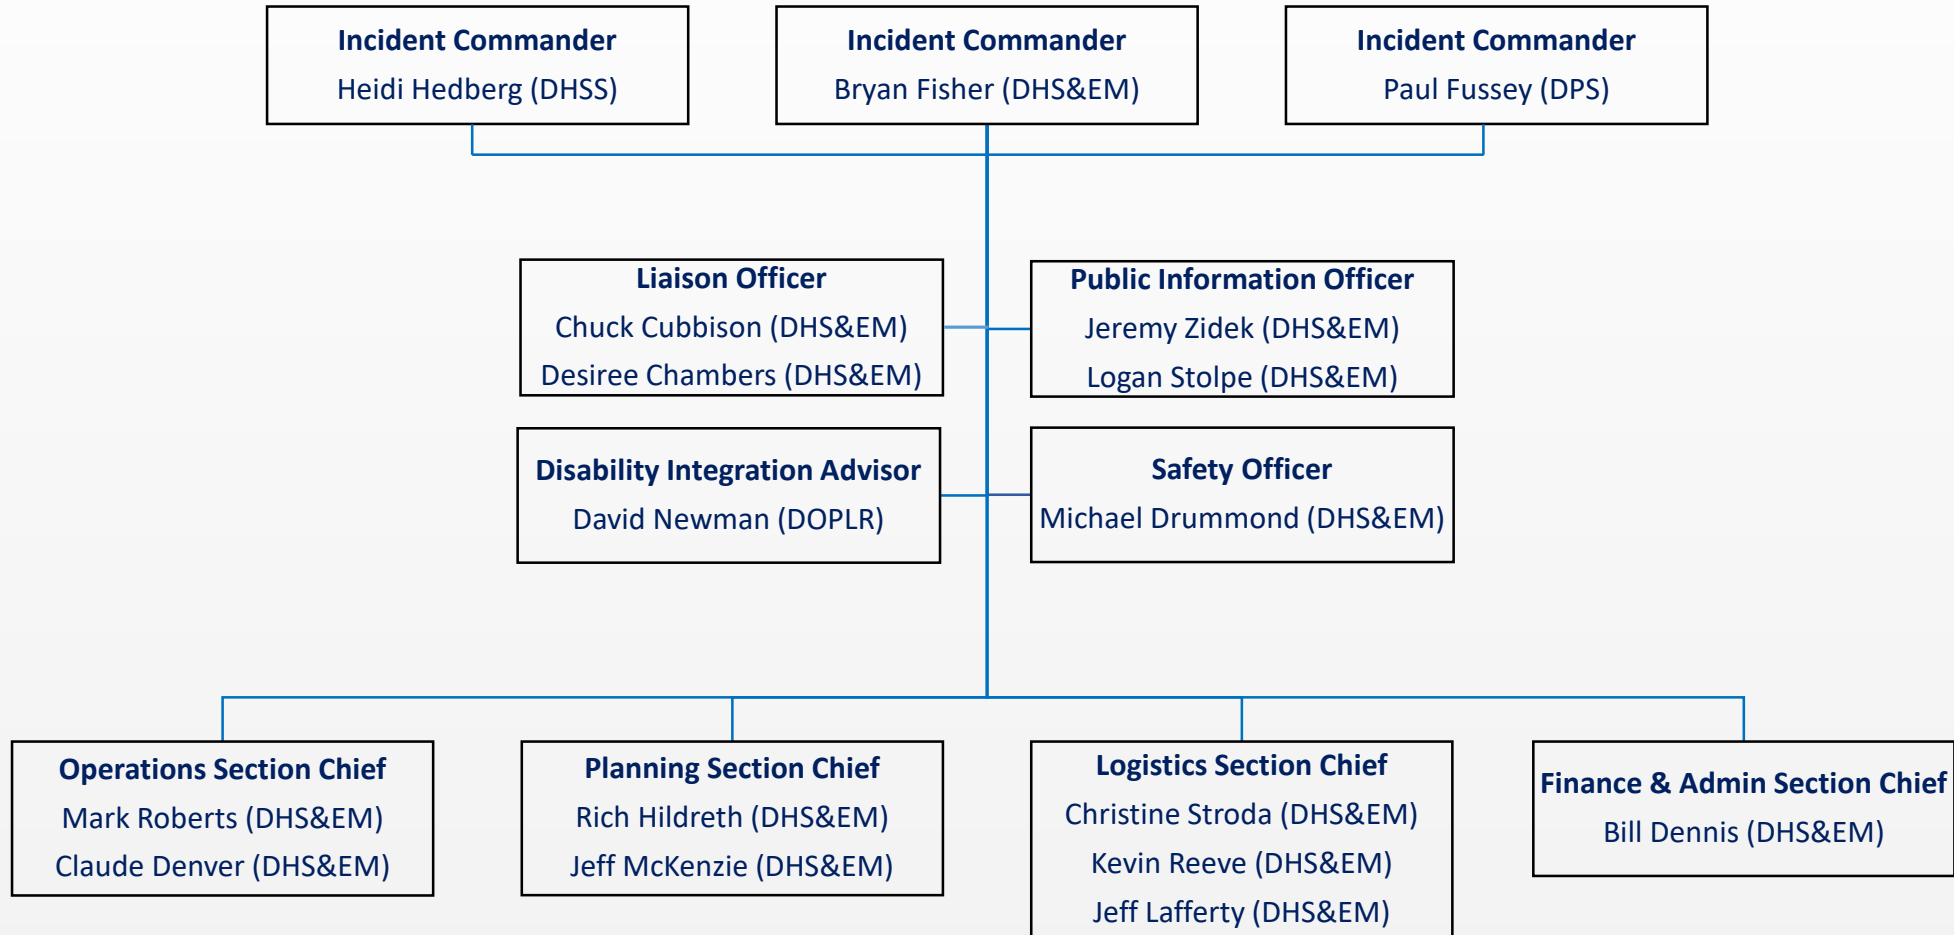 Incident Commander
Heidi Hedberg (DHSS)
Incident Commander
Bryan Fisher (DHS&EM)
Incident Commander
Paul Fussey (DPS)
Liaison Officer
Chuck Cubbison (DHS&EM)
Desiree Chambers (DHS&EM)
Public Information Officer
Jeremy Zidek (DHS&EM)
Logan Stolpe (DHS&EM)
Disability Integration Advisor
David Newman (DOPLR)
Safety Officer
Michael Drummond (DHS&EM)
Operations Section Chief
Mark Roberts (DHS&EM)
Claude Denver (DHS&EM)
Planning Section Chief
Rich Hildreth (DHS&EM)
Jeff McKenzie (DHS&EM)
Logistics Section Chief
Christine Stroda (DHS&EM)
Kevin Reeve (DHS&EM)
Jeff Lafferty (DHS&EM)
Finance & Admin Section Chief
Bill Dennis (DHS&EM)